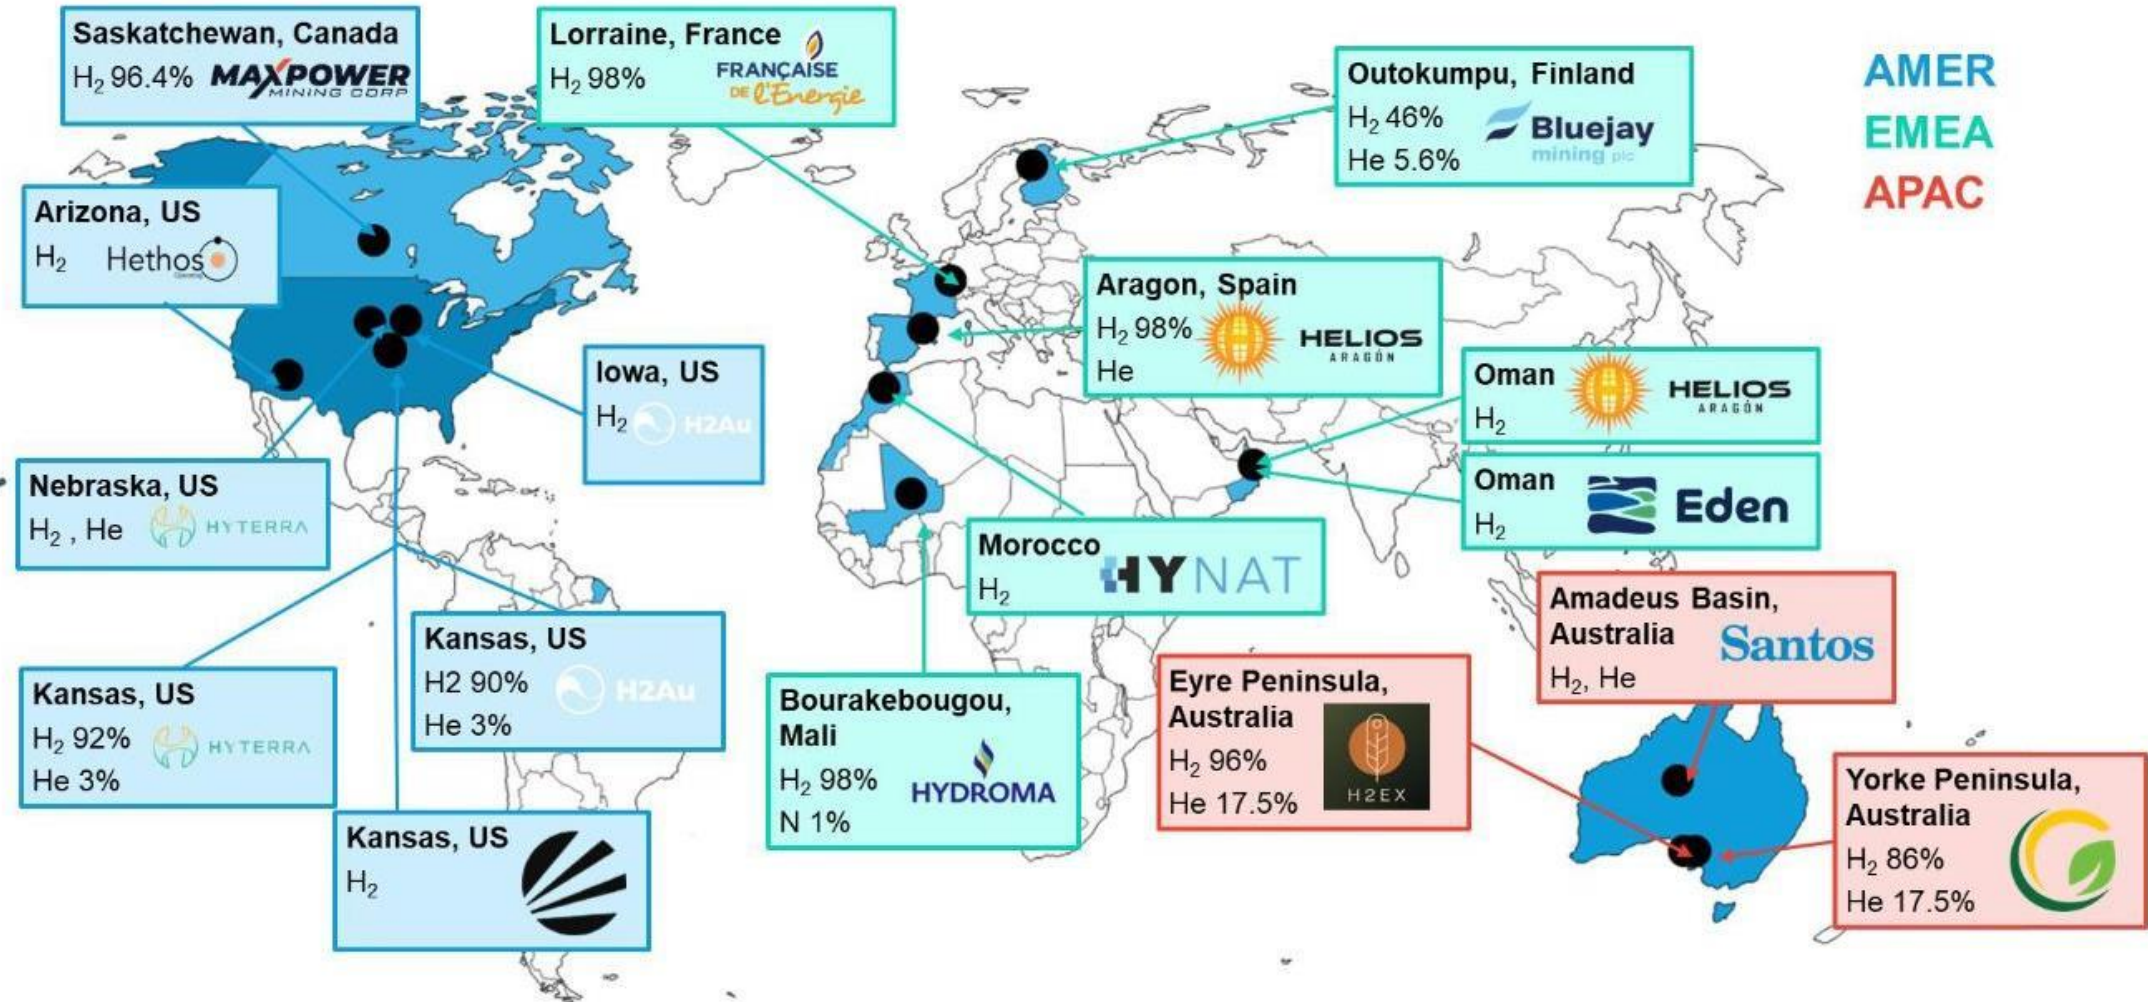 Saskatchewan, Canada
H₂ 96.4%
MAXPOWER
MINING CORP
Lorraine, France
H₂ 98%
FRANÇAISE
DE l'Énergie
Outokumpu, Finland
H₂ 46%
He 5.6%
Bluejay
mining plc
AMER
EMEA
APAC
Arizona, US
H₂
Hethos
Aragon, Spain
H₂ 98%
He
HELIOS
ARAGÓN
Iowa, US
H₂
H2Au
Oman
H₂
HELIOS
ARAGÓN
Nebraska, US
H₂ , He
HYTERRA
Oman
H₂
Eden
Morocco
H₂
HYNAT
Amadeus Basin,
Australia
H₂, He
Santos
Kansas, US
H2 90%
He 3%
H2Au
Kansas, US
H₂ 92%
He 3%
HYTERRA
Bourakebougou,
Mali
H₂ 98%
N 1%
HYDROMA
Eyre Peninsula,
Australia
H₂ 96%
He 17.5%
H2EX
Yorke Peninsula,
Australia
H₂ 86%
He 17.5%
Kansas, US
H₂